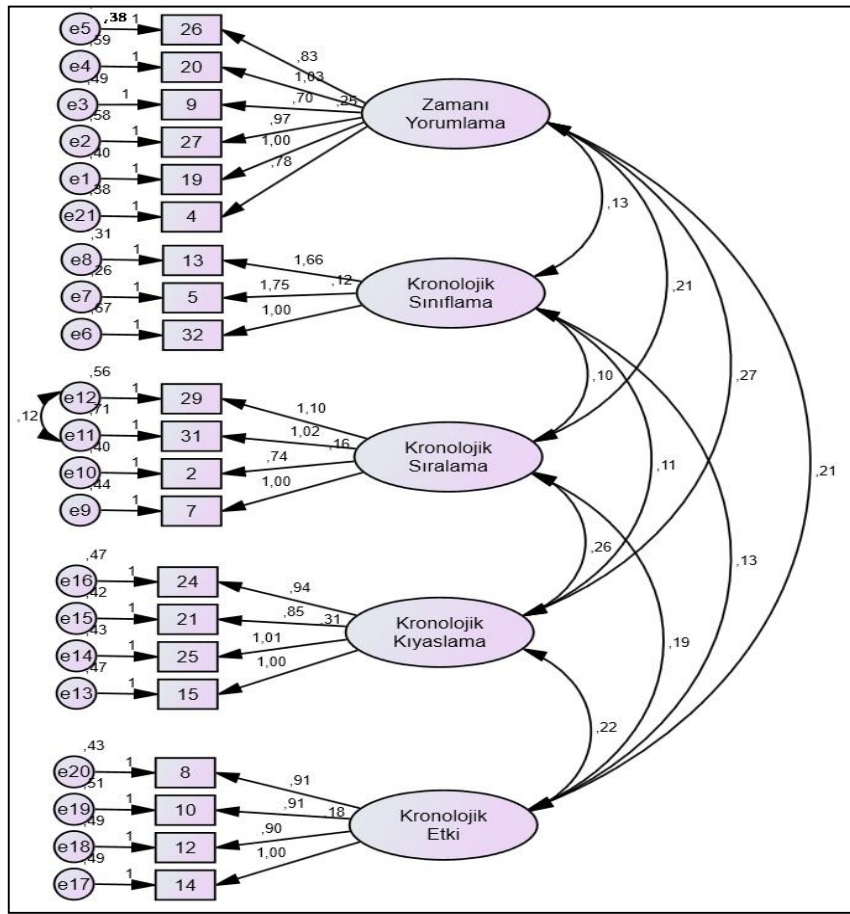 ,38
e5 1 26
,59
,83
e4 1 20
1,03
,49
e3 1 9
,70 ,25
Zamanı
Yorumlama
,58
e2 1 27
,97
,40
e1 1 19
1,00
,38
e21 1 4
,78
,13
,31
e8 1 13
1,66
,26
e7 1 5
1,75 ,12
Kronolojik
Sınıflama
,67
e6 1 32
1,00
,21
,10
,27
,56
e12 1 29
1,10
,12
,71
e11 1 31
1,02 ,16
Kronolojik
Sıralama
,40
e10 1 2
,74
,44
e9 1 7
1,00
,11
,21
,26
,13
,47
e16 1 24
,94
,42
e15 1 21
,85 ,31
Kronolojik
Kıyaslama
,43
e14 1 25
1,01
,47
e13 1 15
1,00
,19
,22
,43
e20 1 8
,91
,51
e19 1 10
,91 ,18
Kronolojik
Etki
,49
e18 1 12
,90
,49
e17 1 14
1,00